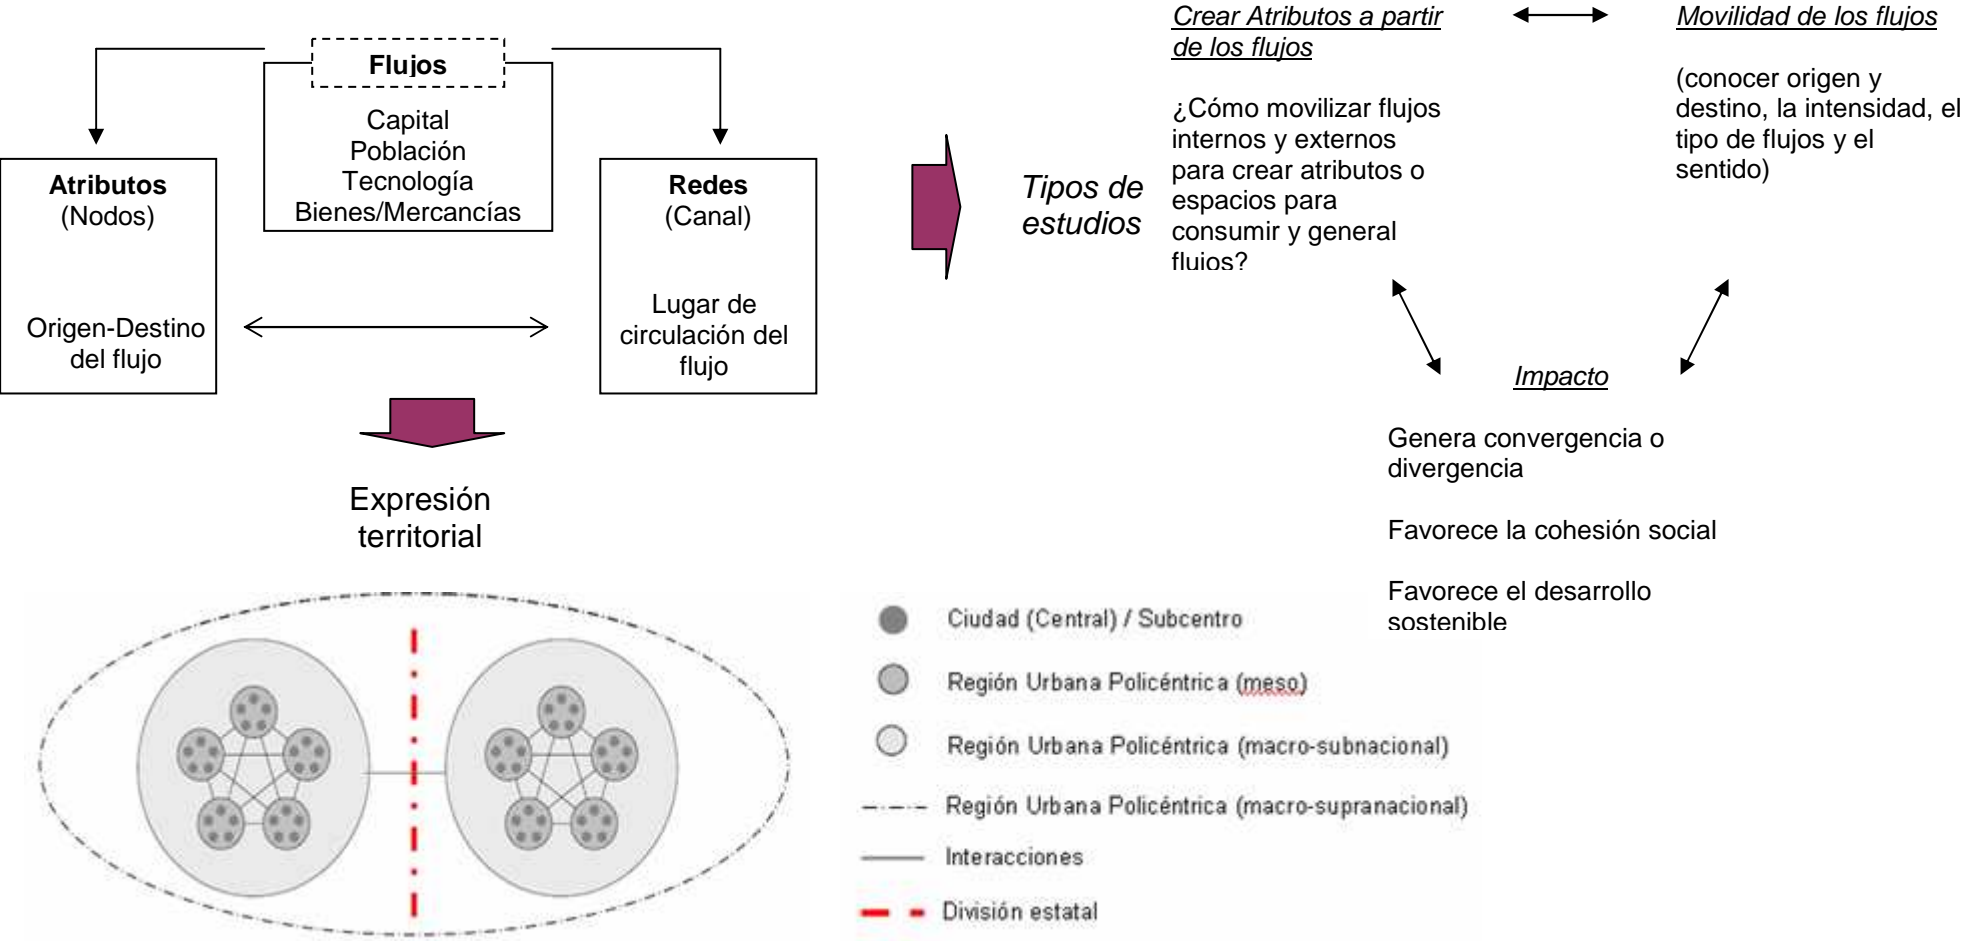 Flujos
Capital
Población
Tecnología
Bienes/Mercancías
Atributos
(Nodos)
Origen-Destino
del flujo
Redes
(Canal)
Lugar de
circulación del
flujo
Expresión
territorial
Tipos de
estudios
Crear Atributos a partir
de los flujos
¿Cómo movilizar flujos
internos y externos
para crear atributos o
espacios para
consumir y general
flujos?
Movilidad de los flujos
(conocer origen y
destino, la intensidad, el
tipo de flujos y el
sentido)
Impacto
Genera convergencia o
divergencia
Favorece la cohesión social
Favorece el desarrollo
sostenible
Ciudad (Central) / Subcentro
Región Urbana Policéntrica (meso)
Región Urbana Policéntrica (macro-subnacional)
Región Urbana Policéntrica (macro-supranacional)
Interacciones
División estatal